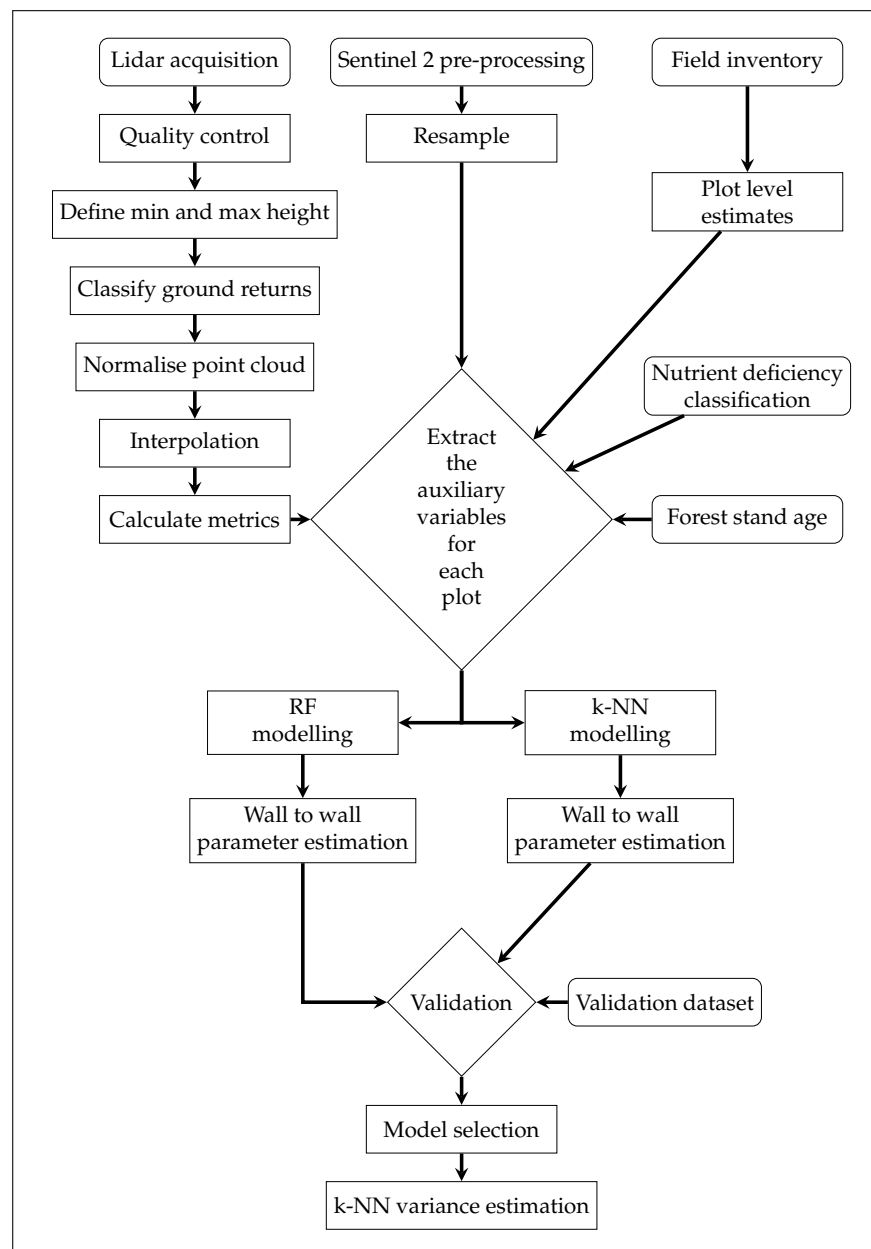 Lidar acquisition
Sentinel 2 pre-processing
Field inventory
Quality control
Resample
Define min and max height
Plot level
estimates
Classify ground returns
Normalise point cloud
Nutrient deficiency
classification
Interpolation
Calculate metrics
Extract
the
auxiliary
variables
for
each
plot
Forest stand age
RF
modelling
k-NN
modelling
Wall to wall
parameter estimation
Wall to wall
parameter estimation
Validation
Validation dataset
Model selection
k-NN variance estimation